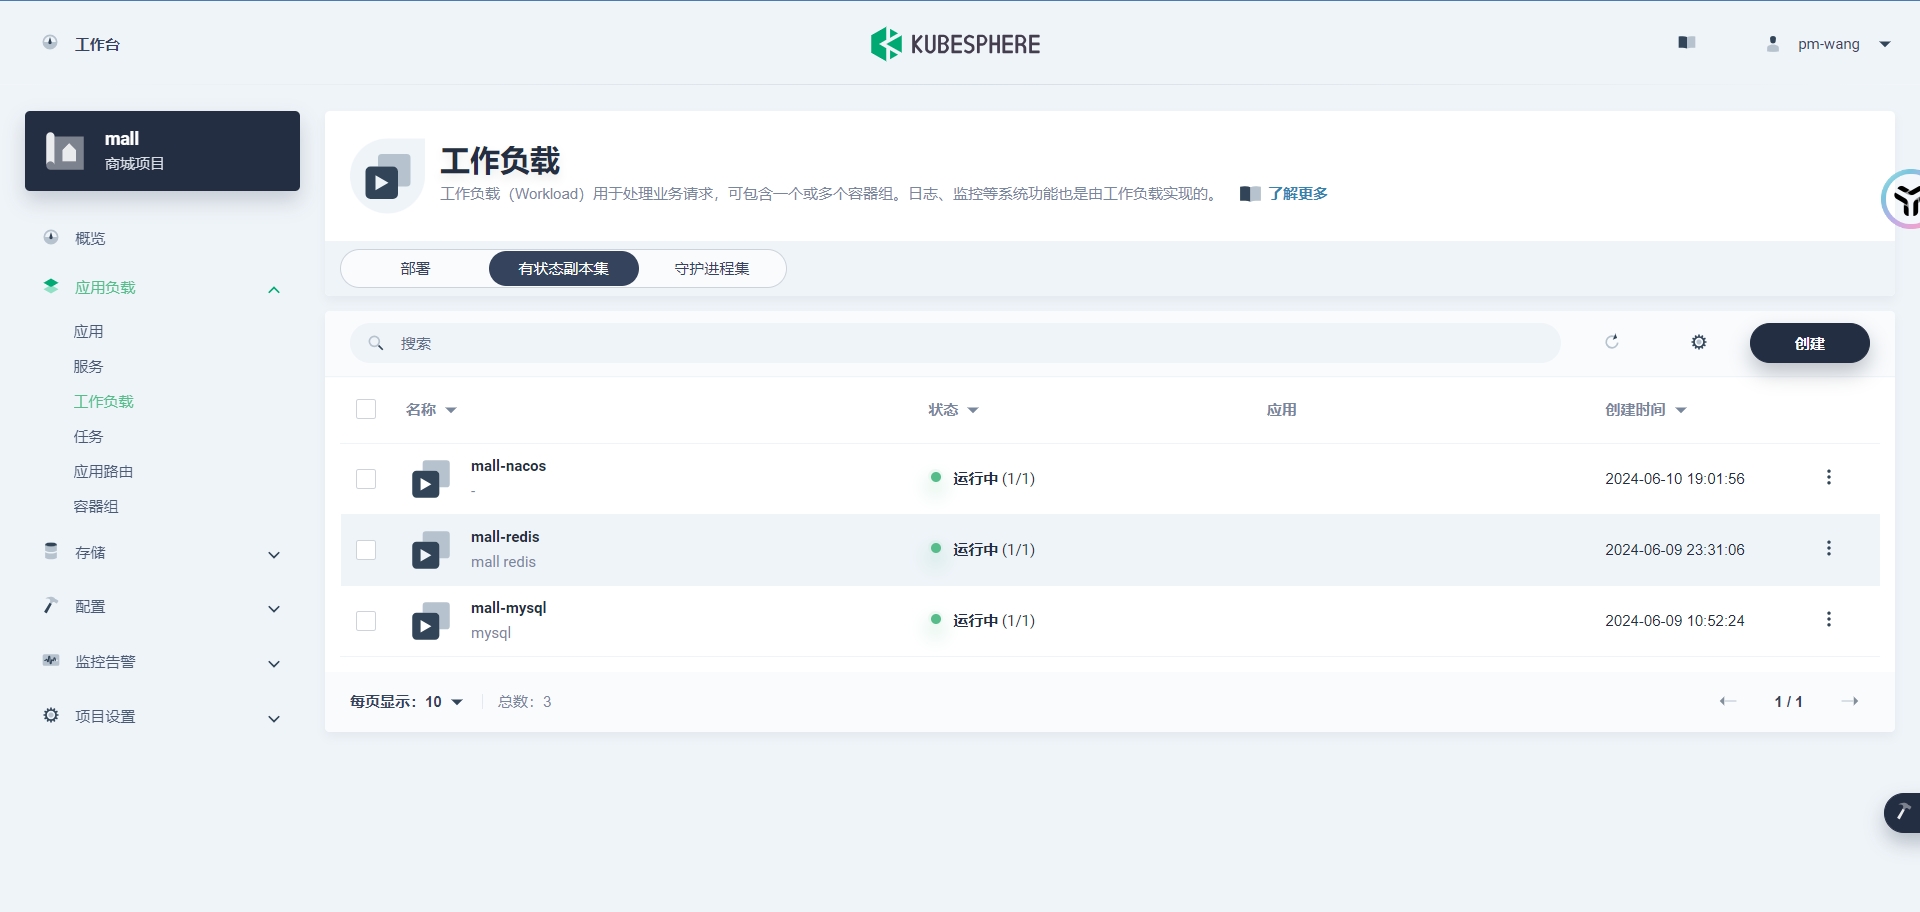 工作台
KUBESPHERE
pm-wang
mall
商城项目
概览
应用负载
应用
服务
工作负载
任务
应用路由
容器组
存储
配置
监控告警
项目设置
工作负载
工作负载（Workload）用于处理业务请求，可包含一个或多个容器组。日志、监控等系统功能也是由工作负载实现的。 了解更多
部署 有状态副本集 守护进程集
搜索 创建
名称 状态 应用 创建时间
mall-nacos
-
运行中 (1/1) 2024-06-10 19:01:56
mall-redis
mall redis
运行中 (1/1) 2024-06-09 23:31:06
mall-mysql
mysql
运行中 (1/1) 2024-06-09 10:52:24
每页显示：10 总数：3 1 / 1